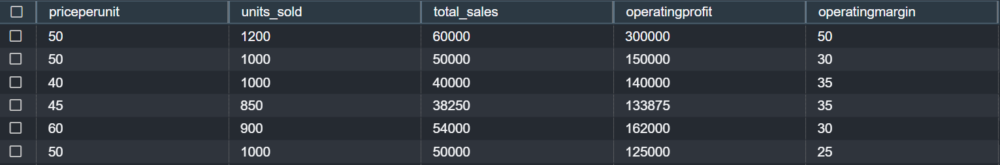 priceperunit units_sold total_sales operatingprofit operatingmargin
50 1200 60000 300000 50
50 1000 50000 150000 30
40 1000 40000 140000 35
45 850 38250 133875 35
60 900 54000 162000 30
50 1000 50000 125000 25